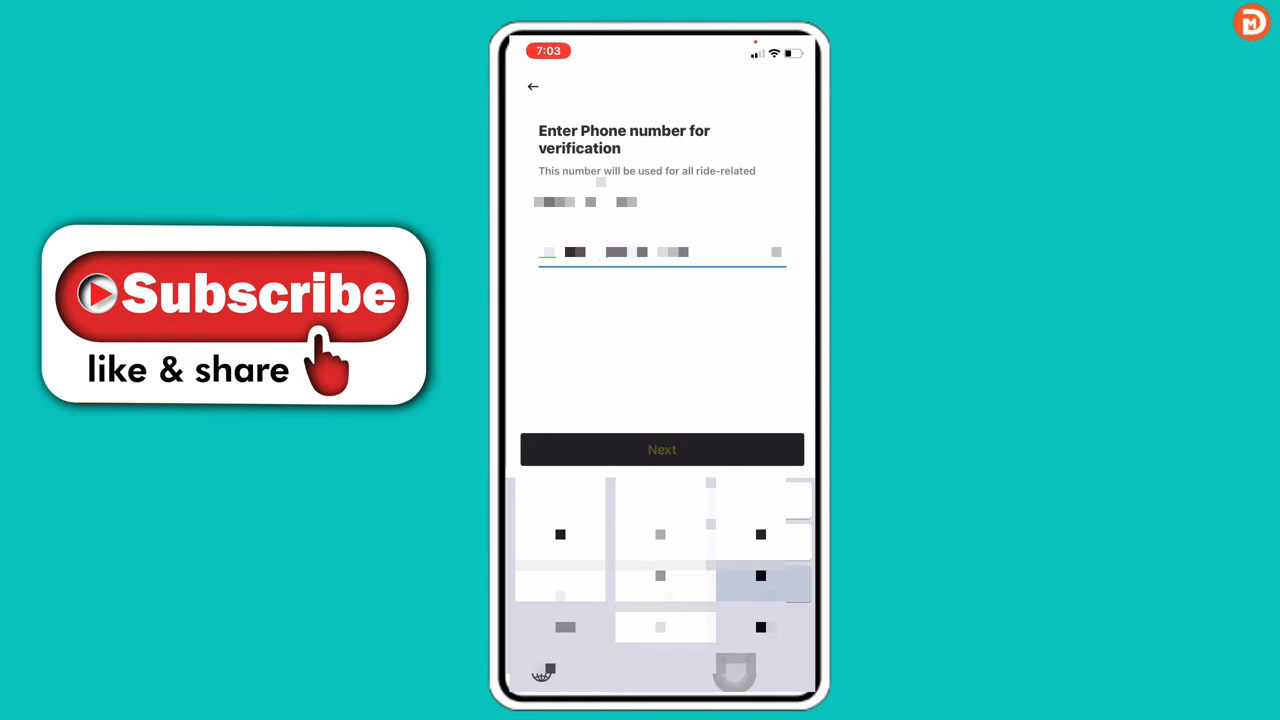 7:03
Enter Phone number for
verification
This number will be used for all ride-related
Subscribe
like & share
Next